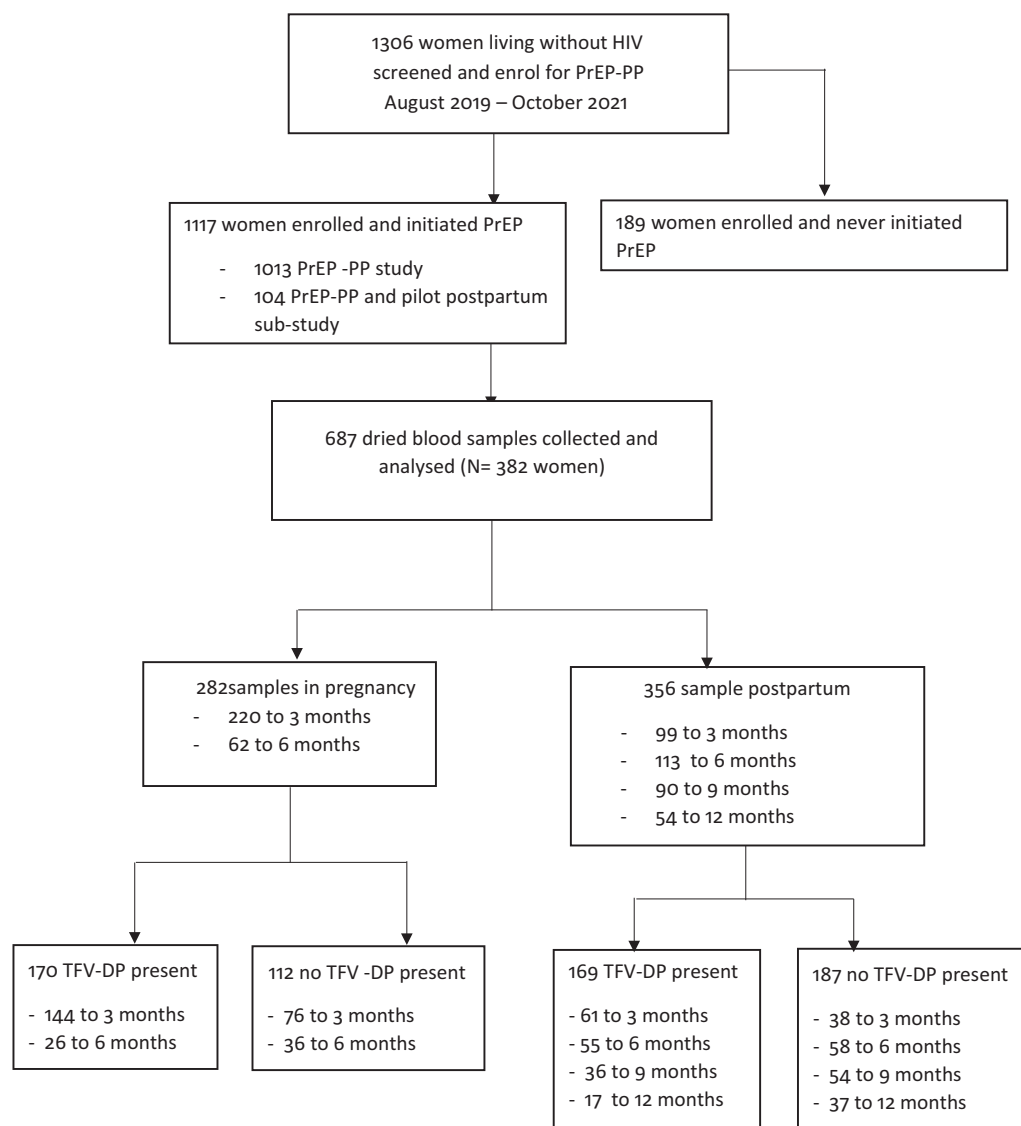 1306 women living without HIV
screened and enrol for PrEP-PP
August 2019 – October 2021
1117 women enrolled and initiated PrEP
- 1013 PrEP -PP study
- 104 PrEP-PP and pilot postpartum
sub-study
189 women enrolled and never initiated
PrEP
687 dried blood samples collected and
analysed (N= 382 women)
282samples in pregnancy
- 220 to 3 months
- 62 to 6 months
356 sample postpartum
- 99 to 3 months
- 113 to 6 months
- 90 to 9 months
- 54 to 12 months
170 TFV-DP present
- 144 to 3 months
- 26 to 6 months
112 no TFV -DP present
- 76 to 3 months
- 36 to 6 months
169 TFV-DP present
- 61 to 3 months
- 55 to 6 months
- 36 to 9 months
- 17 to 12 months
187 no TFV-DP present
- 38 to 3 months
- 58 to 6 months
- 54 to 9 months
- 37 to 12 months